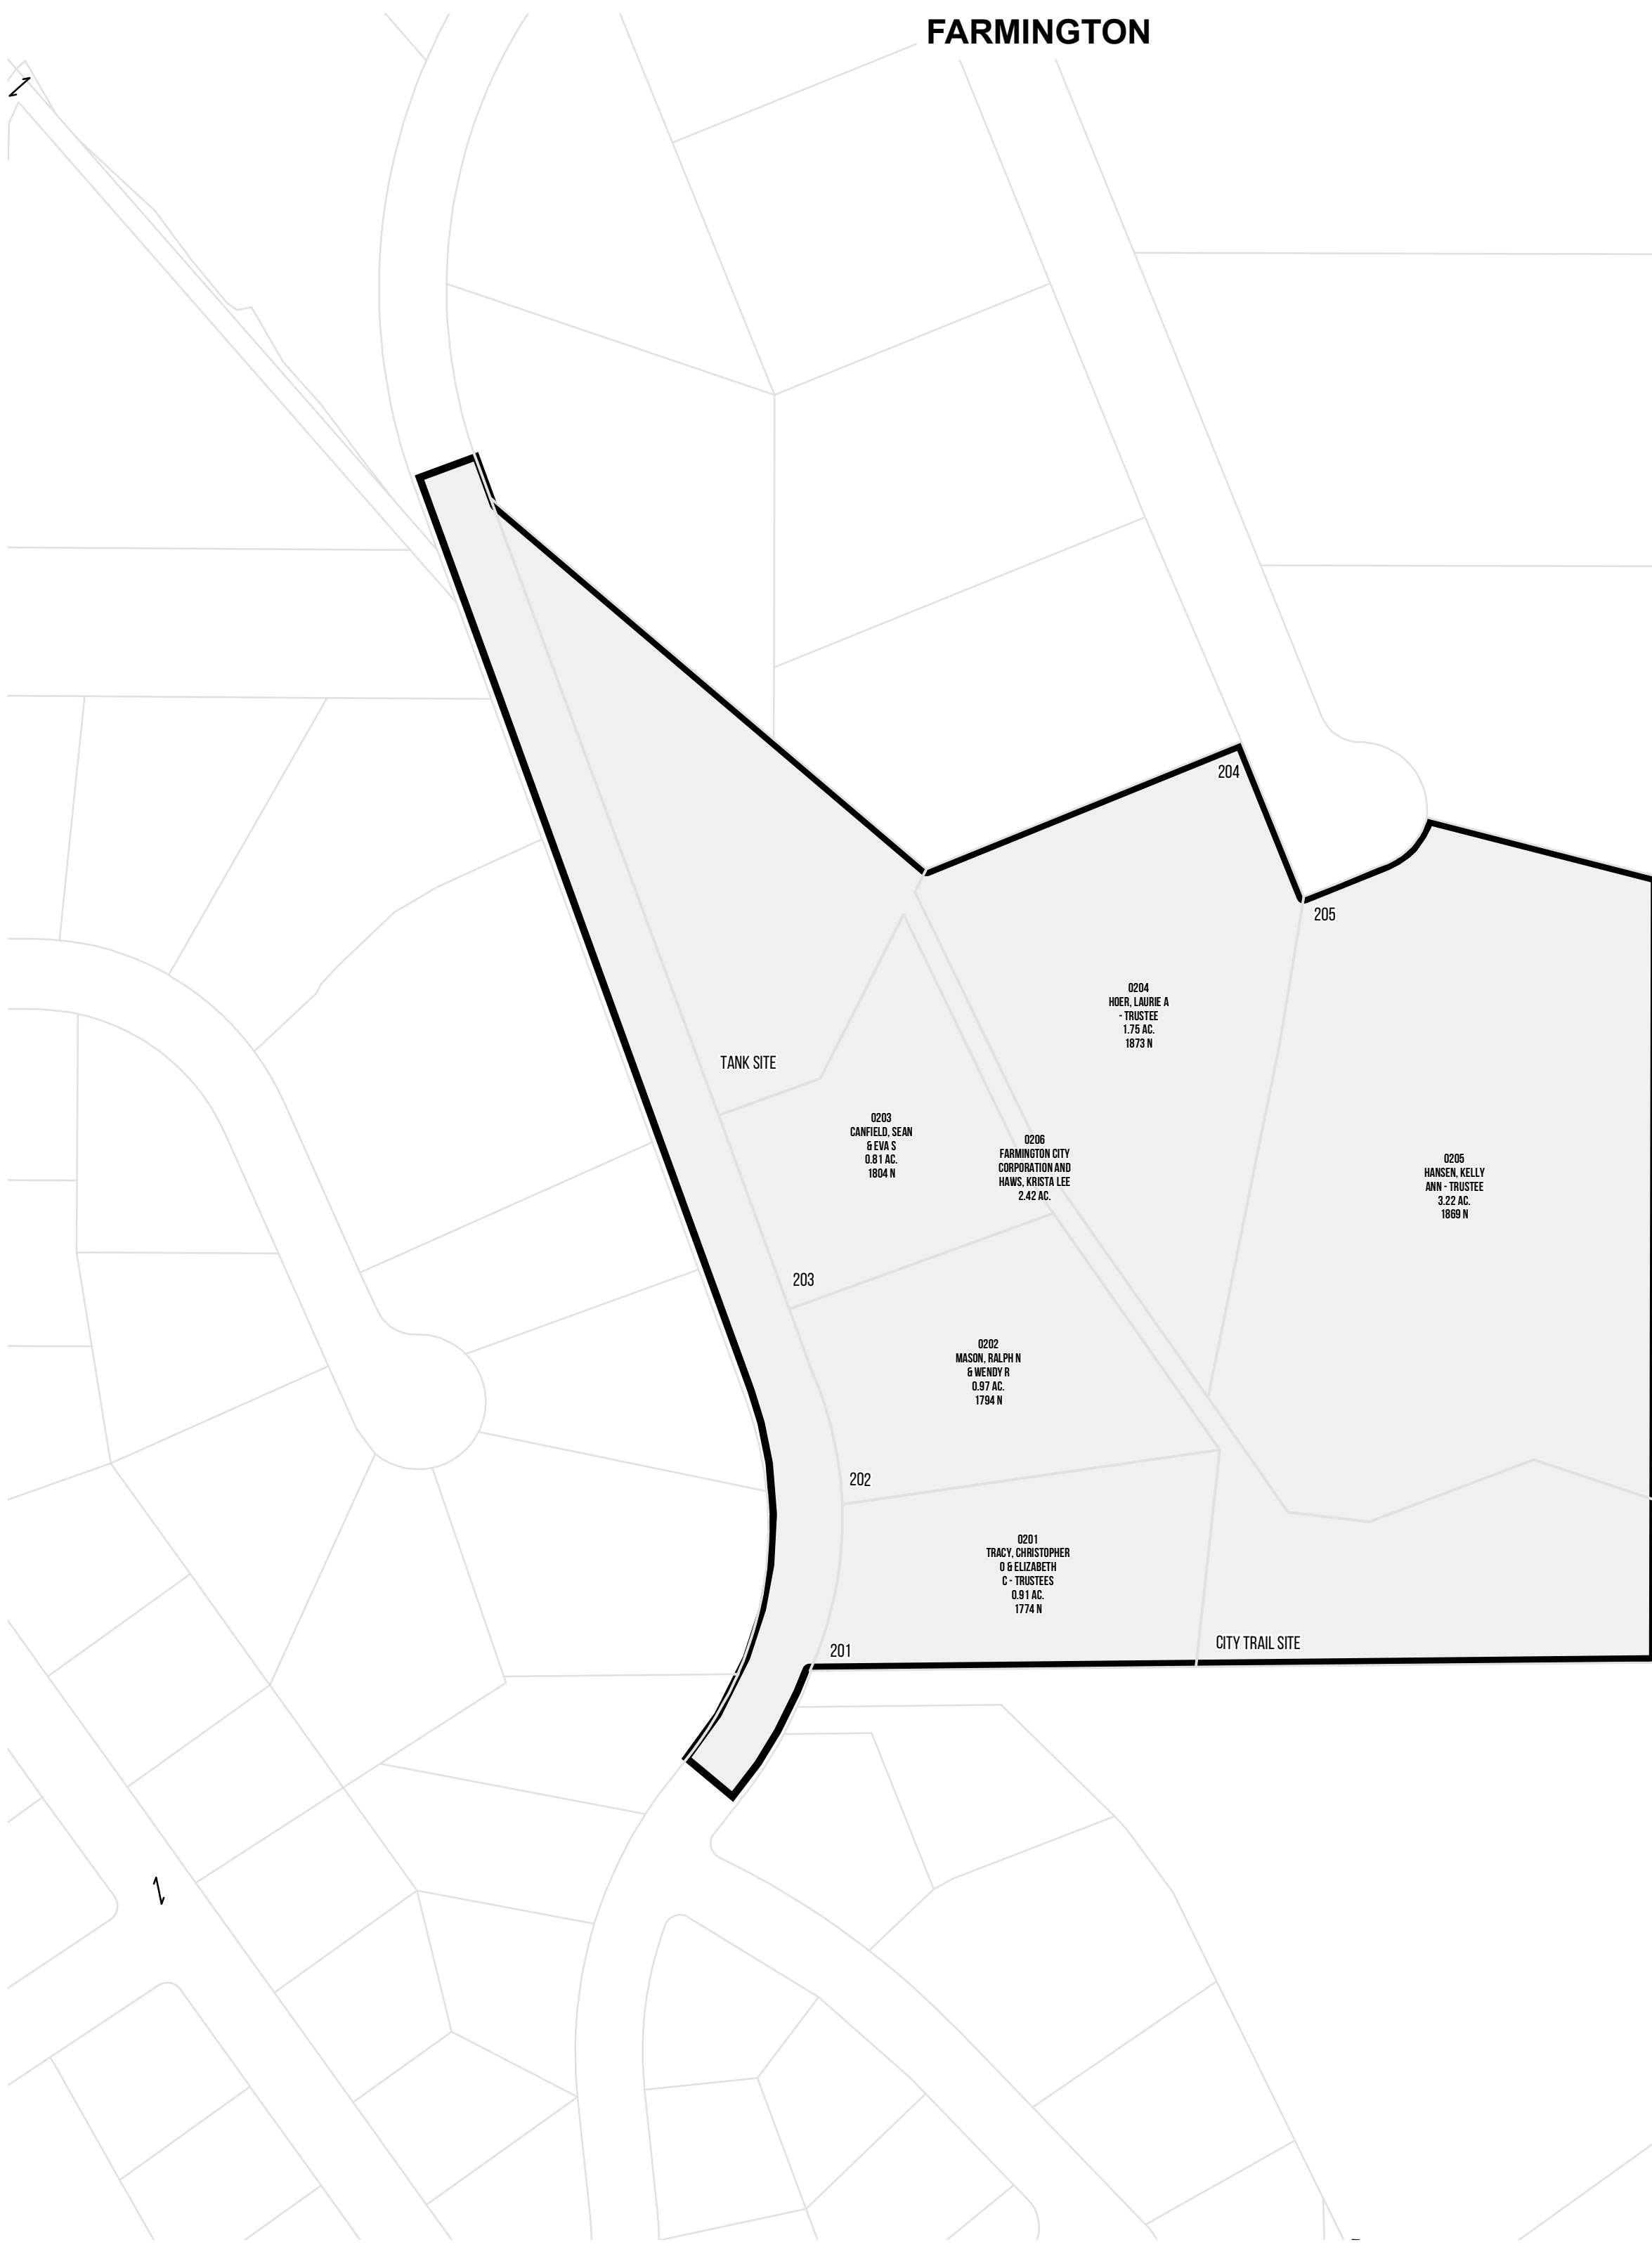 FARMINGTON
204
205
0204
HOER, LAURIE A
- TRUSTEE
1.75 AC.
1873 N
TANK SITE
0203
CANFIELD, SEAN
& EVA S
0.81 AC.
1804 N
0206
FARMINGTON CITY
CORPORATION AND
HAWS, KRISTA LEE
2.42 AC.
0205
HANSEN, KELLY
ANN - TRUSTEE
3.22 AC.
1869 N
203
0202
MASON, RALPH N
& WENDY R
0.97 AC.
1794 N
202
0201
TRACY, CHRISTOPHER
O & ELIZABETH
C - TRUSTEES
0.91 AC.
1774 N
201
CITY TRAIL SITE